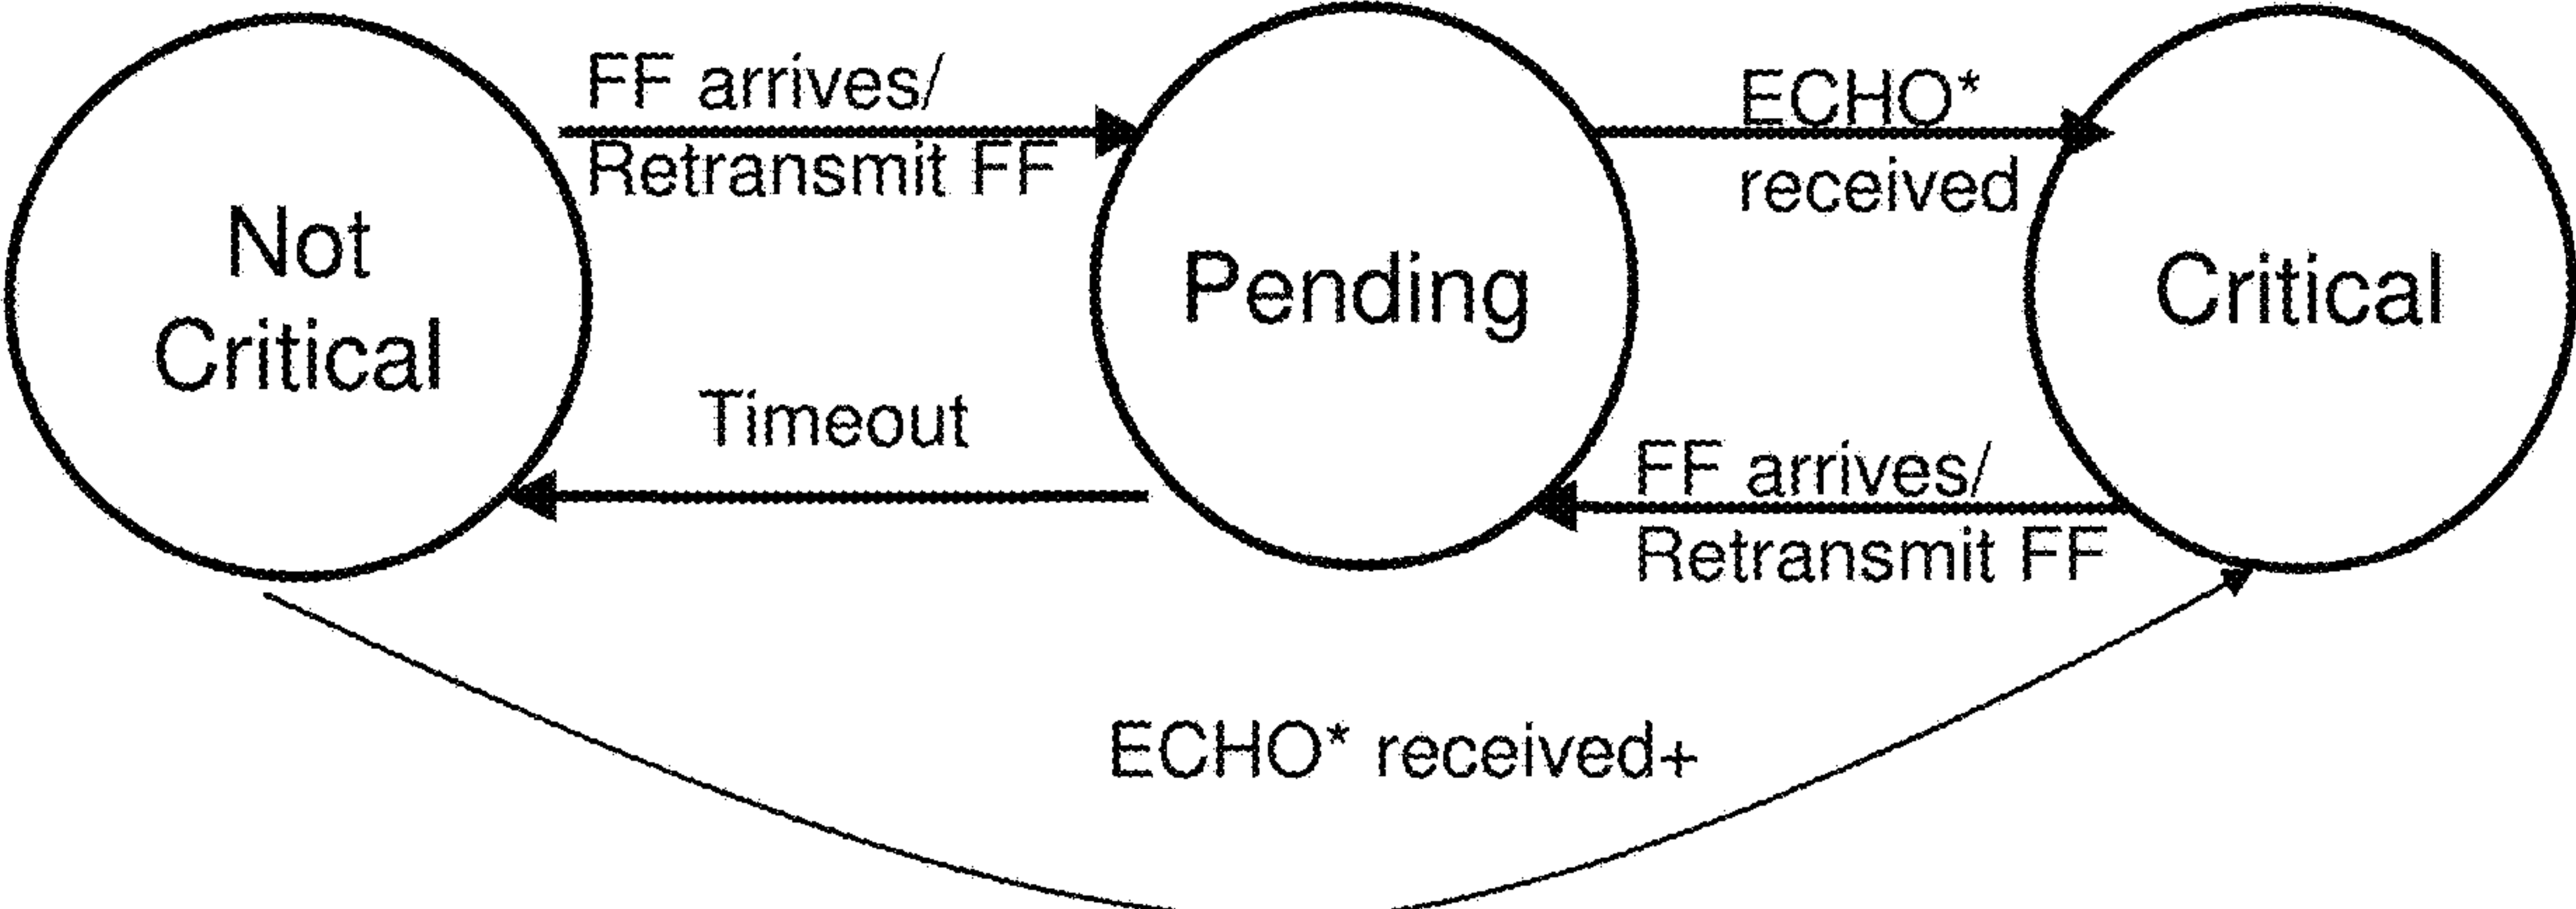 FF arrives/
Retransmit FF
ECHO*
received
Not
Critical
Pending
Critical
Timeout
FF arrives/
Retransmit FF
ECHO* received+